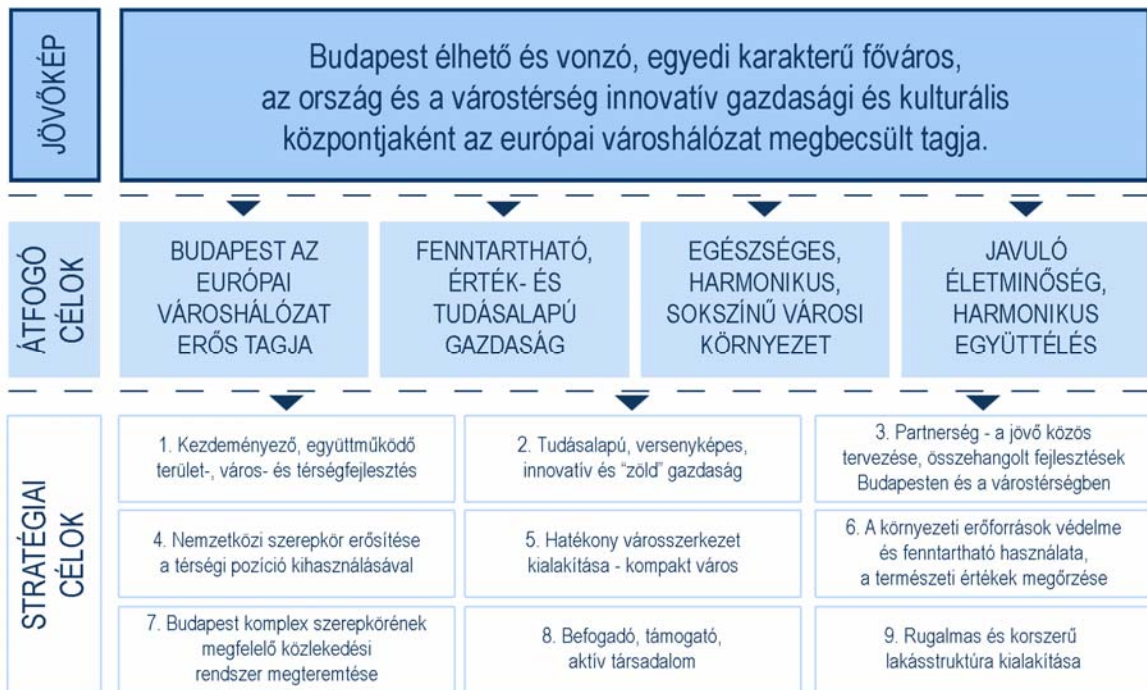 JÖVŐKÉP
Budapest élhető és vonzó, egyedi karakterű főváros,
az ország és a várostérség innovatív gazdasági és kulturális
központjaként az európai városhálózat megbecsült tagja.
ÁTFOGÓ
CÉLOK
BUDAPEST AZ
EURÓPAI
VÁROSHÁLÓZAT
ERŐS TAGJA
FENNTARTHATÓ,
ÉRTÉK- ÉS
TUDÁSALAPÚ
GAZDASÁG
EGÉSZSÉGES,
HARMONIKUS,
SOKSZÍNŰ VÁROSI
KÖRNYEZET
JAVULÓ
ÉLETMINŐSÉG,
HARMONIKUS
EGYÜTTÉLÉS
STRATÉGIAI
CÉLOK
1. Kezdeményező, együttműködő
terület-, város- és térségfejlesztés
2. Tudásalapú, versenyképes,
innovatív és "zöld" gazdaság
3. Partnerség - a jövő közös
tervezése, összehangolt fejlesztések
Budapesten és a várostérségben
4. Nemzetközi szerepkör erősítése
a térségi pozíció kihasználásával
5. Hatékony városszerkezet
kialakítása - kompakt város
6. A környezeti erőforrások védelme
és fenntartható használata,
a természeti értékek megőrzése
7. Budapest komplex szerepkörének
megfelelő közlekedési
rendszer megteremtése
8. Befogadó, támogató,
aktív társadalom
9. Rugalmas és korszerű
lakásstruktúra kialakítása